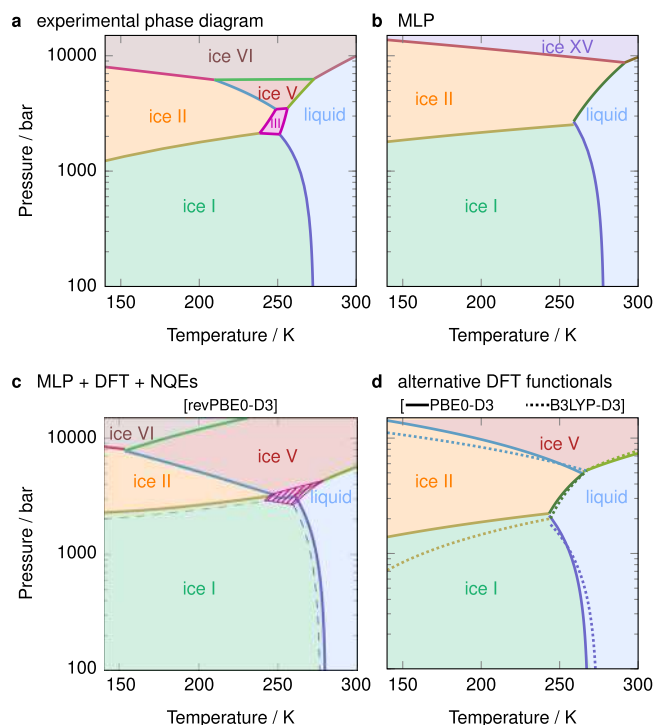 a experimental phase diagram
10000
1000
100
Pressure / bar
ice VI
ice V
ice II
III
liquid
ice I
150 200 250 300
Temperature / K
b MLP
ice XV
ice II
liquid
ice I
150 200 250 300
Temperature / K
c MLP + DFT + NQEs
[revPBE0-D3]
10000
1000
100
Pressure / bar
ice VI
ice V
ice II
liquid
ice I
150 200 250 300
Temperature / K
d alternative DFT functionals
[ PBE0-D3 B3LYP-D3]
ice V
ice II
liquid
ice I
150 200 250 300
Temperature / K